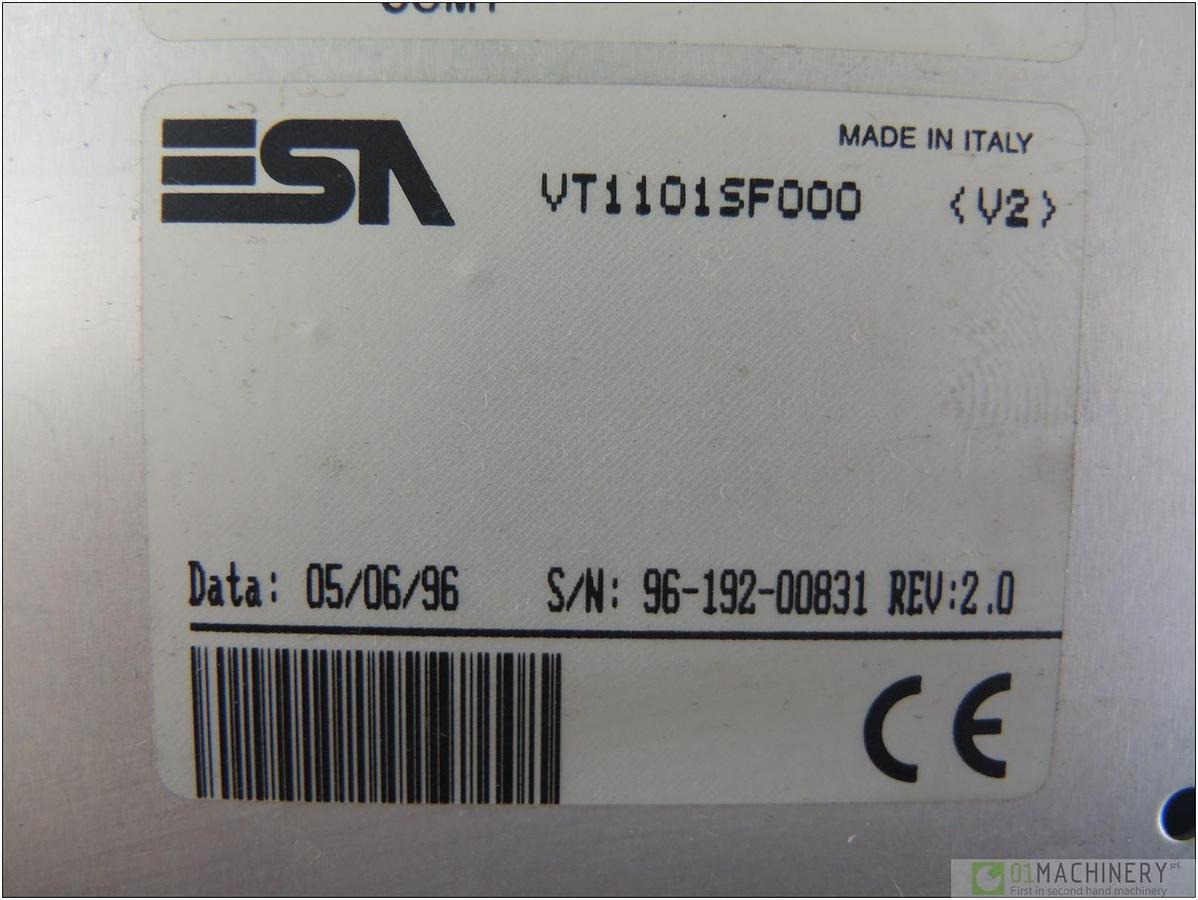 ESA
MADE IN ITALY
VT1101SF000 <V2>
Data: 05/06/96 S/N: 96-192-00831 REV:2.0
CE
01MACHINERY srl
First in second hand machinery